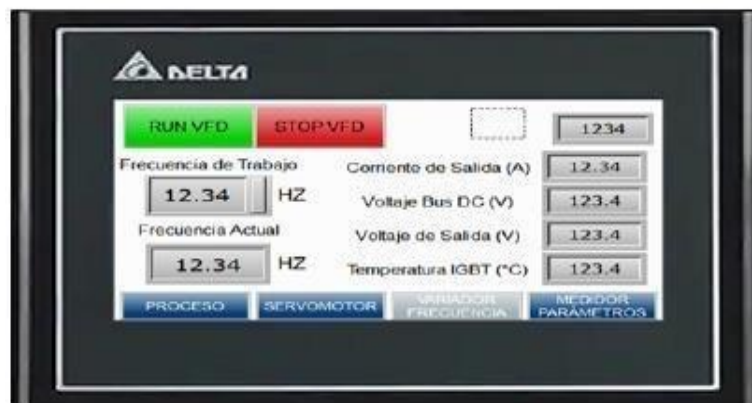 DELTA
RUN VFD STOP VFD
1234
Frecuencia de Trabajo
12.34 HZ
Frecuencia Actual
12.34 HZ
Corriente de Salida (A) 12.34
Voltaje Bus DC (V) 123.4
Voltaje de Salida (V) 123.4
Temperatura IGBT (°C) 123.4
PROCESO SERVOMOTOR VARIADOR FRECUENCIA MEDIDOR PARÁMETROS